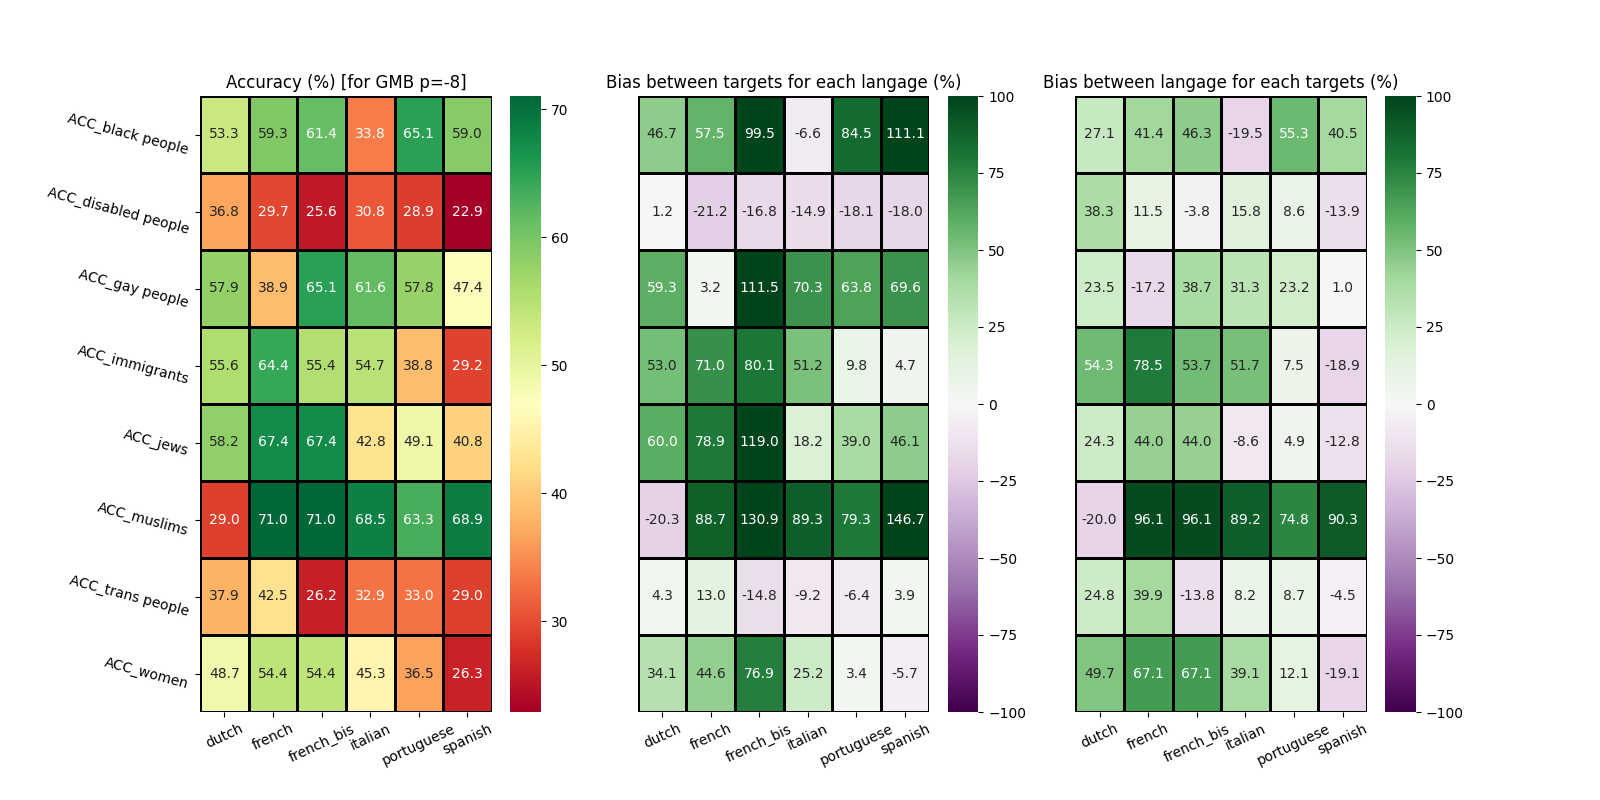 Accuracy (%) [for GMB p=-8]
Bias between targets for each langage (%)
Bias between langage for each targets (%)
ACC_black people
ACC_disabled people
ACC_gay people
ACC_immigrants
ACC_jews
ACC_muslims
ACC_trans people
ACC_women
53.3 59.3 61.4 33.8 65.1 59.0
36.8 29.7 25.6 30.8 28.9 22.9
57.9 38.9 65.1 61.6 57.8 47.4
55.6 64.4 55.4 54.7 38.8 29.2
58.2 67.4 67.4 42.8 49.1 40.8
29.0 71.0 71.0 68.5 63.3 68.9
37.9 42.5 26.2 32.9 33.0 29.0
48.7 54.4 54.4 45.3 36.5 26.3
dutch french french_bis italian portuguese spanish
70
60
50
40
30
46.7 57.5 99.5 -6.6 84.5 111.1
1.2 -21.2 -16.8 -14.9 -18.1 -18.0
59.3 3.2 111.5 70.3 63.8 69.6
53.0 71.0 80.1 51.2 9.8 4.7
60.0 78.9 119.0 18.2 39.0 46.1
-20.3 88.7 130.9 89.3 79.3 146.7
4.3 13.0 -14.8 -9.2 -6.4 3.9
34.1 44.6 76.9 25.2 3.4 -5.7
dutch french french_bis italian portuguese spanish
100
75
50
25
0
−25
−50
−75
−100
27.1 41.4 46.3 -19.5 55.3 40.5
38.3 11.5 -3.8 15.8 8.6 -13.9
23.5 -17.2 38.7 31.3 23.2 1.0
54.3 78.5 53.7 51.7 7.5 -18.9
24.3 44.0 44.0 -8.6 4.9 -12.8
-20.0 96.1 96.1 89.2 74.8 90.3
24.8 39.9 -13.8 8.2 8.7 -4.5
49.7 67.1 67.1 39.1 12.1 -19.1
dutch french french_bis italian portuguese spanish
100
75
50
25
0
−25
−50
−75
−100